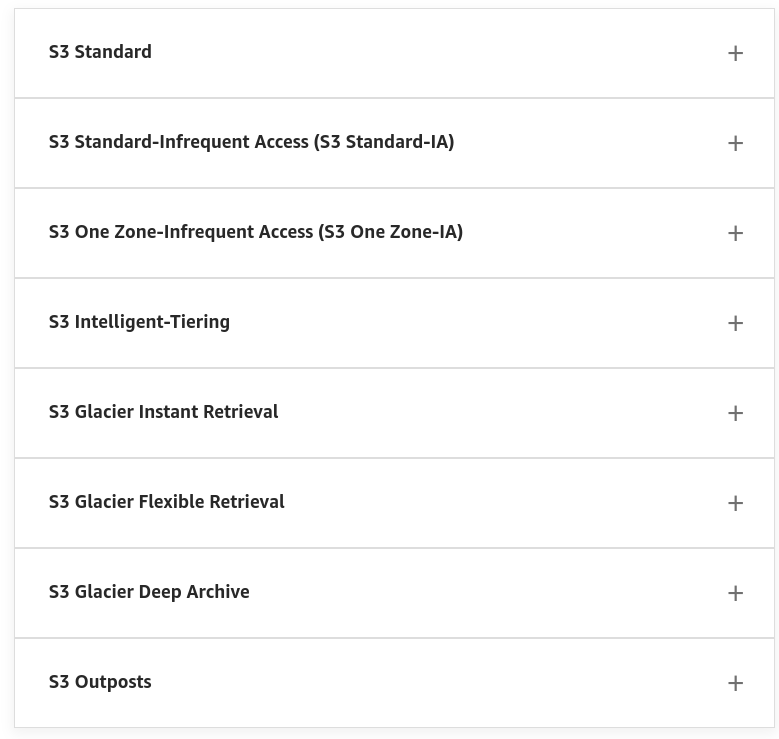 S3 Standard
S3 Standard-Infrequent Access (S3 Standard-IA)
S3 One Zone-Infrequent Access (S3 One Zone-IA)
S3 Intelligent-Tiering
S3 Glacier Instant Retrieval
S3 Glacier Flexible Retrieval
S3 Glacier Deep Archive
S3 Outposts